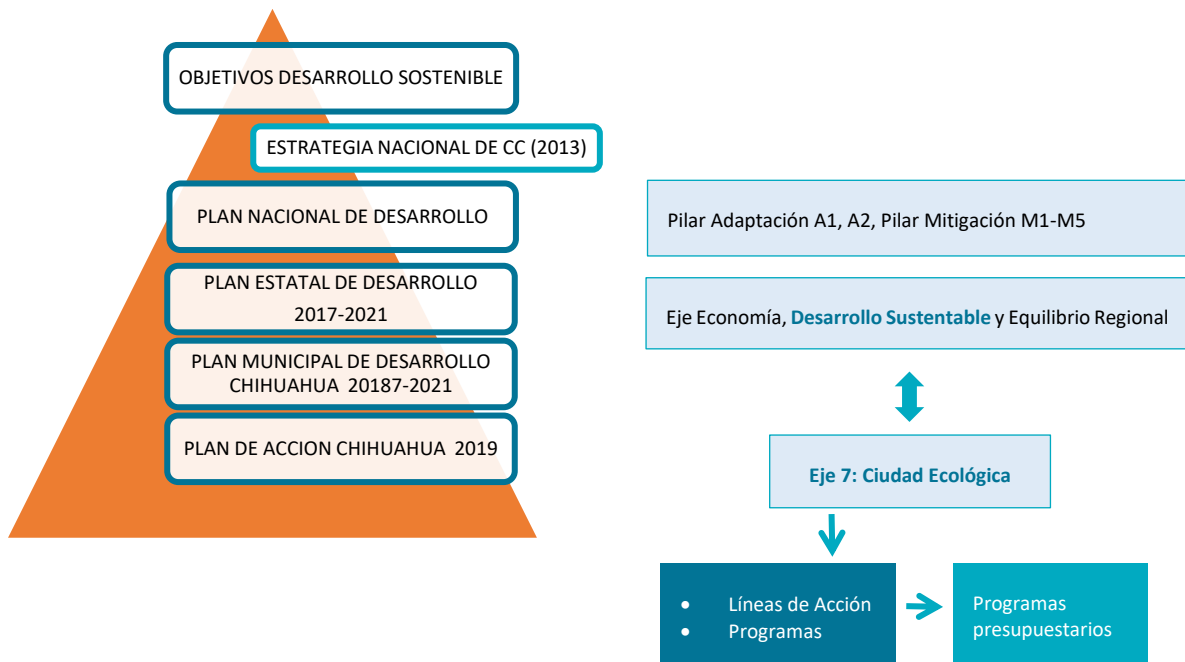 OBJETIVOS DESARROLLO SOSTENIBLE
ESTRATEGIA NACIONAL DE CC (2013)
PLAN NACIONAL DE DESARROLLO
PLAN ESTATAL DE DESARROLLO
2017-2021
PLAN MUNICIPAL DE DESARROLLO
CHIHUAHUA 20187-2021
PLAN DE ACCION CHIHUAHUA 2019
Pilar Adaptación A1, A2, Pilar Mitigación M1-M5
Eje Economía, Desarrollo Sustentable y Equilibrio Regional
Eje 7: Ciudad Ecológica
• Líneas de Acción
• Programas
Programas
presupuestarios